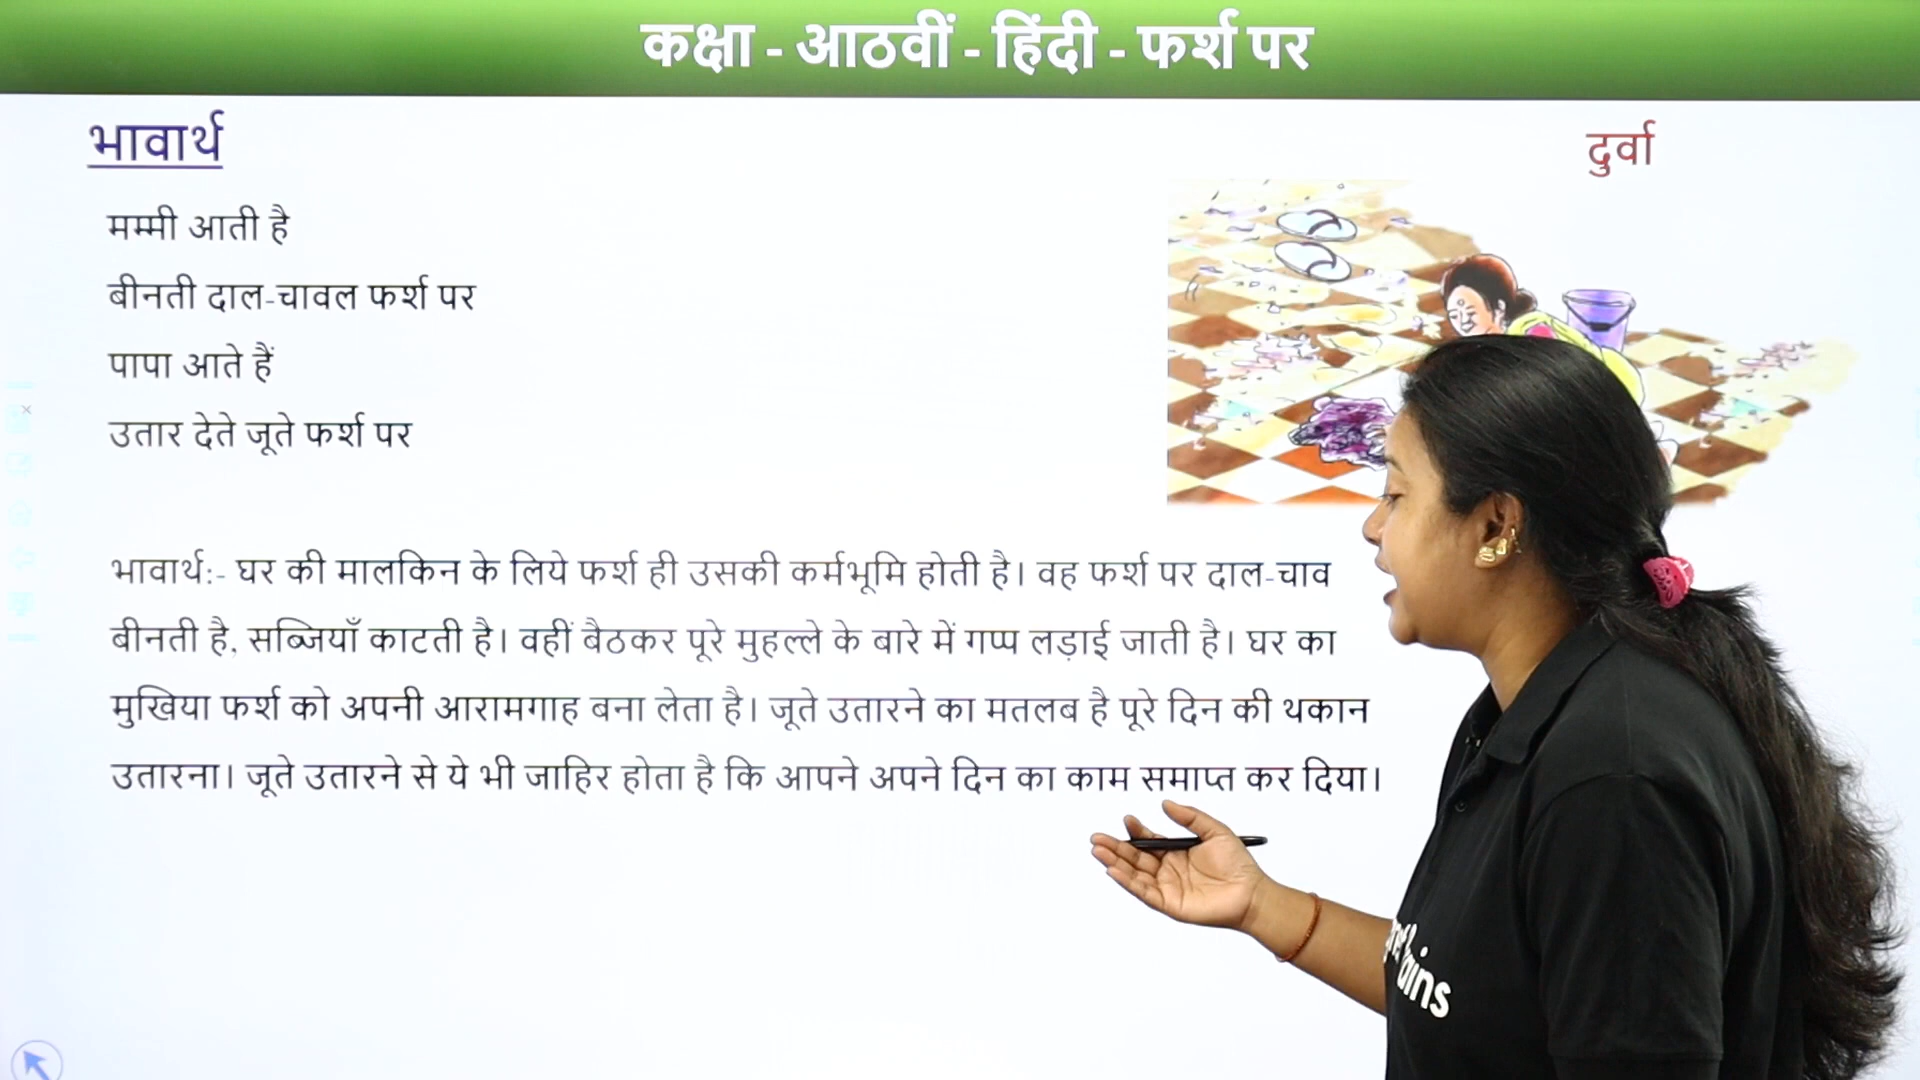 कक्षा - आठवीं - हिंदी - फर्श पर
भावार्थ
दुर्वा
मम्मी आती है
बीनती दाल-चावल फर्श पर
पापा आते हैं
उतार देते जूते फर्श पर
भावार्थ:- घर की मालकिन के लिये फर्श ही उसकी कर्मभूमि होती है। वह फर्श पर दाल-चाव
बीनती है, सब्जियाँ काटती है। वहीं बैठकर पूरे मुहल्ले के बारे में गप्प लड़ाई जाती है। घर का
मुखिया फर्श को अपनी आरामगाह बना लेता है। जूते उतारने का मतलब है पूरे दिन की थकान
उतारना। जूते उतारने से ये भी जाहिर होता है कि आपने अपने दिन का काम समाप्त कर दिया।